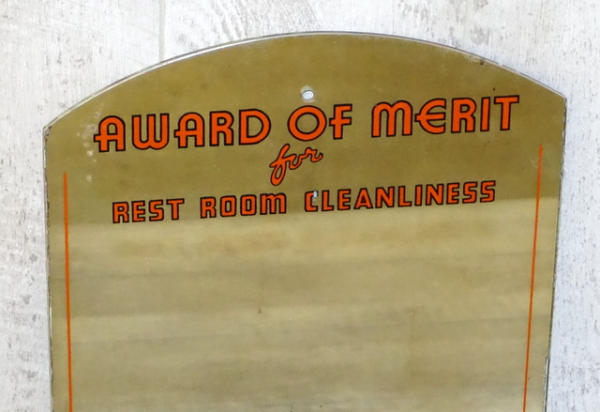 AWARD OF MERIT
for
REST ROOM CLEANLINESS